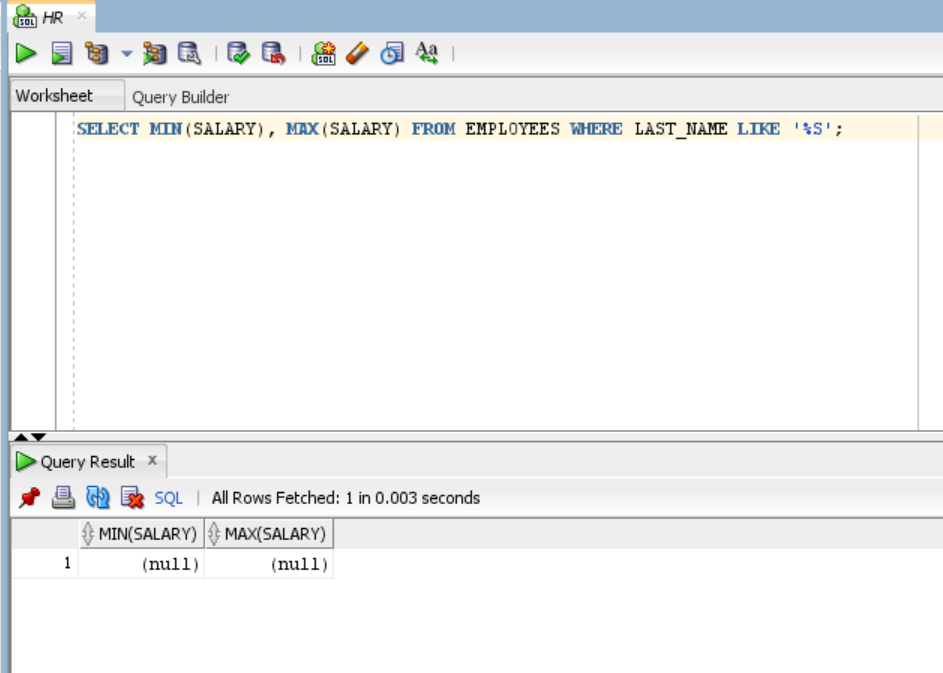 HR
Worksheet Query Builder
SELECT MIN(SALARY), MAX(SALARY) FROM EMPLOYEES WHERE LAST_NAME LIKE '%S';
Query Result x
SQL | All Rows Fetched: 1 in 0.003 seconds
MIN(SALARY) MAX(SALARY)
1 (null) (null)